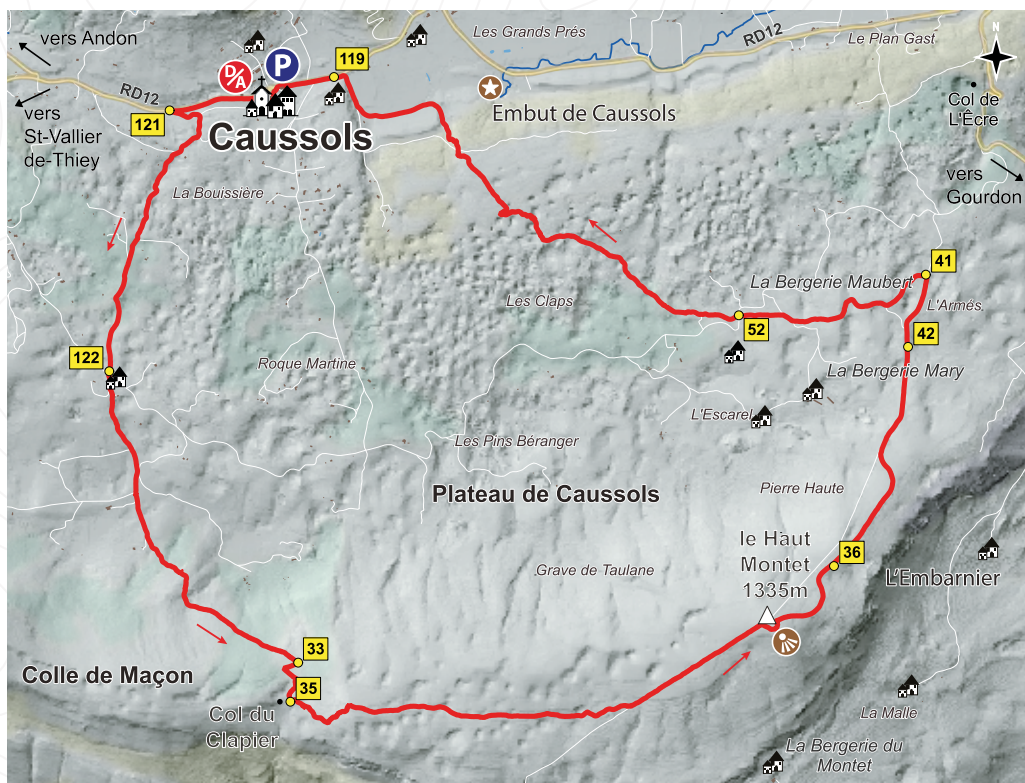 vers Andon
Les Grands Prés
RD12
Le Plan Gast
N
119
D/A
P
RD12
121
Embut de Caussols
Col de
L'Ècre
vers
St-Vallier
de-Thiey
Caussols
vers
Gourdon
La Bouissière
41
La Bergerie Maubert
L'Armés
Les Claps
52
42
122
Roque Martine
La Bergerie Mary
L'Escarel
Les Pins Béranger
Plateau de Caussols
Pierre Haute
le Haut
Montet
1335m
36
L'Embarnier
Grave de Taulane
33
Colle de Maçon
35
Col du
Clapier
La Malle
La Bergerie du
Montet